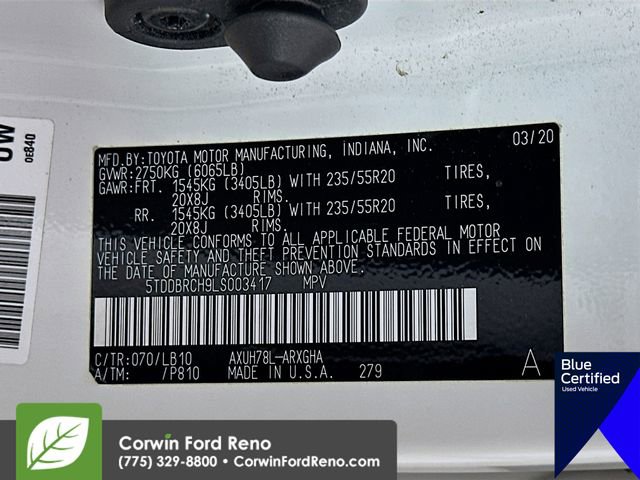 OW
0E840
MFD.BY: TOYOTA MOTOR MANUFACTURING, INDIANA, INC. 03/20
GVWR: 2750KG (6065LB)
GAWR:FRT. 1545KG (3405LB) WITH 235/55R20 TIRES,
20X8J RIMS.
RR. 1545KG (3405LB) WITH 235/55R20 TIRES,
20X8J RIMS.
THIS VEHICLE CONFORMS TO ALL APPLICABLE FEDERAL MOTOR
VEHICLE SAFETY AND THEFT PREVENTION STANDARDS IN EFFECT ON
THE DATE OF MANUFACTURE SHOWN ABOVE.
5TDDBRCH9LS003417 MPV
C/TR:070/LB10 AXUH78L-ARXGHA
A/TM: /P810 MADE IN U.S.A. 279 A
Blue
Certified
Used Vehicle
Corwin Ford Reno
(775) 329-8800 • CorwinFordReno.com